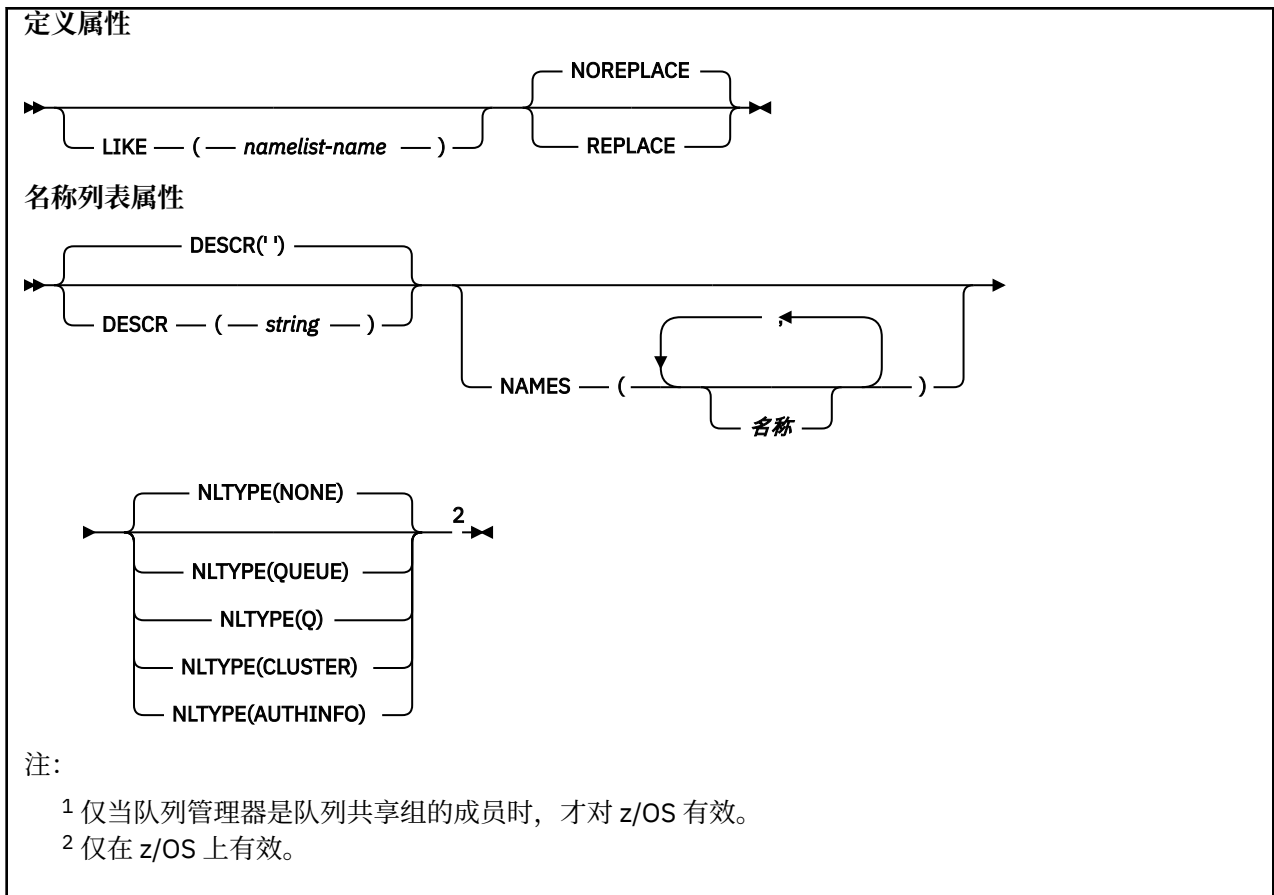 定义属性
NOREPLACE
LIKE ( namelist-name )
REPLACE
名称列表属性
DESCR(' ')
DESCR ( string )
,
NAMES ( )
名称
NLTYPE(NONE)
2
NLTYPE(QUEUE)
NLTYPE(Q)
NLTYPE(CLUSTER)
NLTYPE(AUTHINFO)
注：
1 仅当队列管理器是队列共享组的成员时，才对 z/OS 有效。
2 仅在 z/OS 上有效。